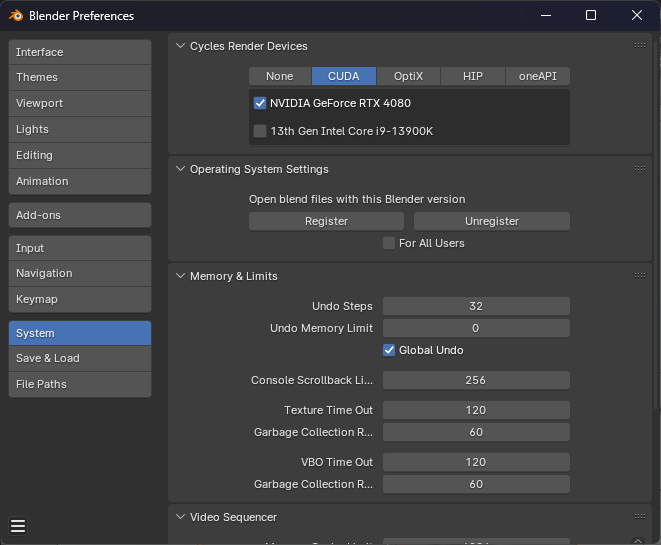 Blender Preferences
Interface
Themes
Viewport
Lights
Editing
Animation
Add-ons
Input
Navigation
Keymap
System
Save & Load
File Paths
Cycles Render Devices
None CUDA OptiX HIP oneAPI
NVIDIA GeForce RTX 4080
13th Gen Intel Core i9-13900K
Operating System Settings
Open blend files with this Blender version
Register Unregister
For All Users
Memory & Limits
Undo Steps 32
Undo Memory Limit 0
Global Undo
Console Scrollback Li... 256
Texture Time Out 120
Garbage Collection R... 60
VBO Time Out 120
Garbage Collection R... 60
Video Sequencer